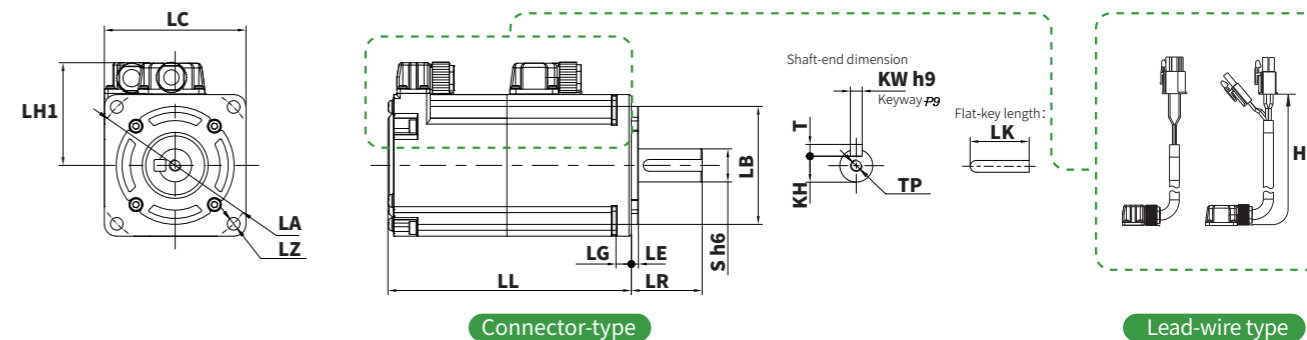 LC
LH1
LA
LZ
LB
S h6
LG
LE
LL
LR
Connector-type
Shaft-end dimension
KW h9
Keyway P9
T
KH
TP
Flat-key length:
LK
H
Lead-wire type